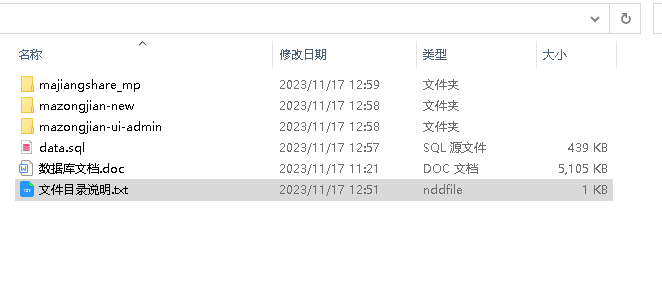 名称 修改日期 类型 大小
majiangshare_mp 2023/11/17 12:59 文件夹
mazongjian-new 2023/11/17 12:58 文件夹
mazongjian-ui-admin 2023/11/17 12:58 文件夹
data.sql 2023/11/17 12:57 SQL 源文件 439 KB
数据库文档.doc 2023/11/17 11:21 DOC 文档 5,105 KB
文件目录说明.txt 2023/11/17 12:51 nddfile 1 KB